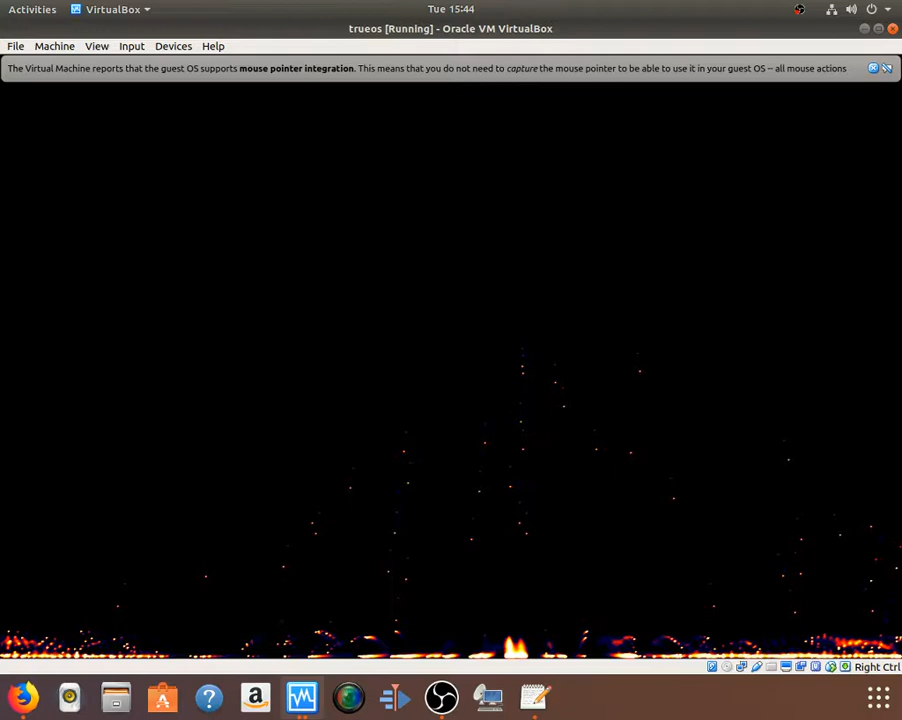 Activities VirtualBox Tue 15:44
trueos [Running] - Oracle VM VirtualBox
File Machine View Input Devices Help
The Virtual Machine reports that the guest OS supports mouse pointer integration. This means that you do not need to capture the mouse pointer to be able to use it in your guest OS – all mouse actions
Right Ctrl